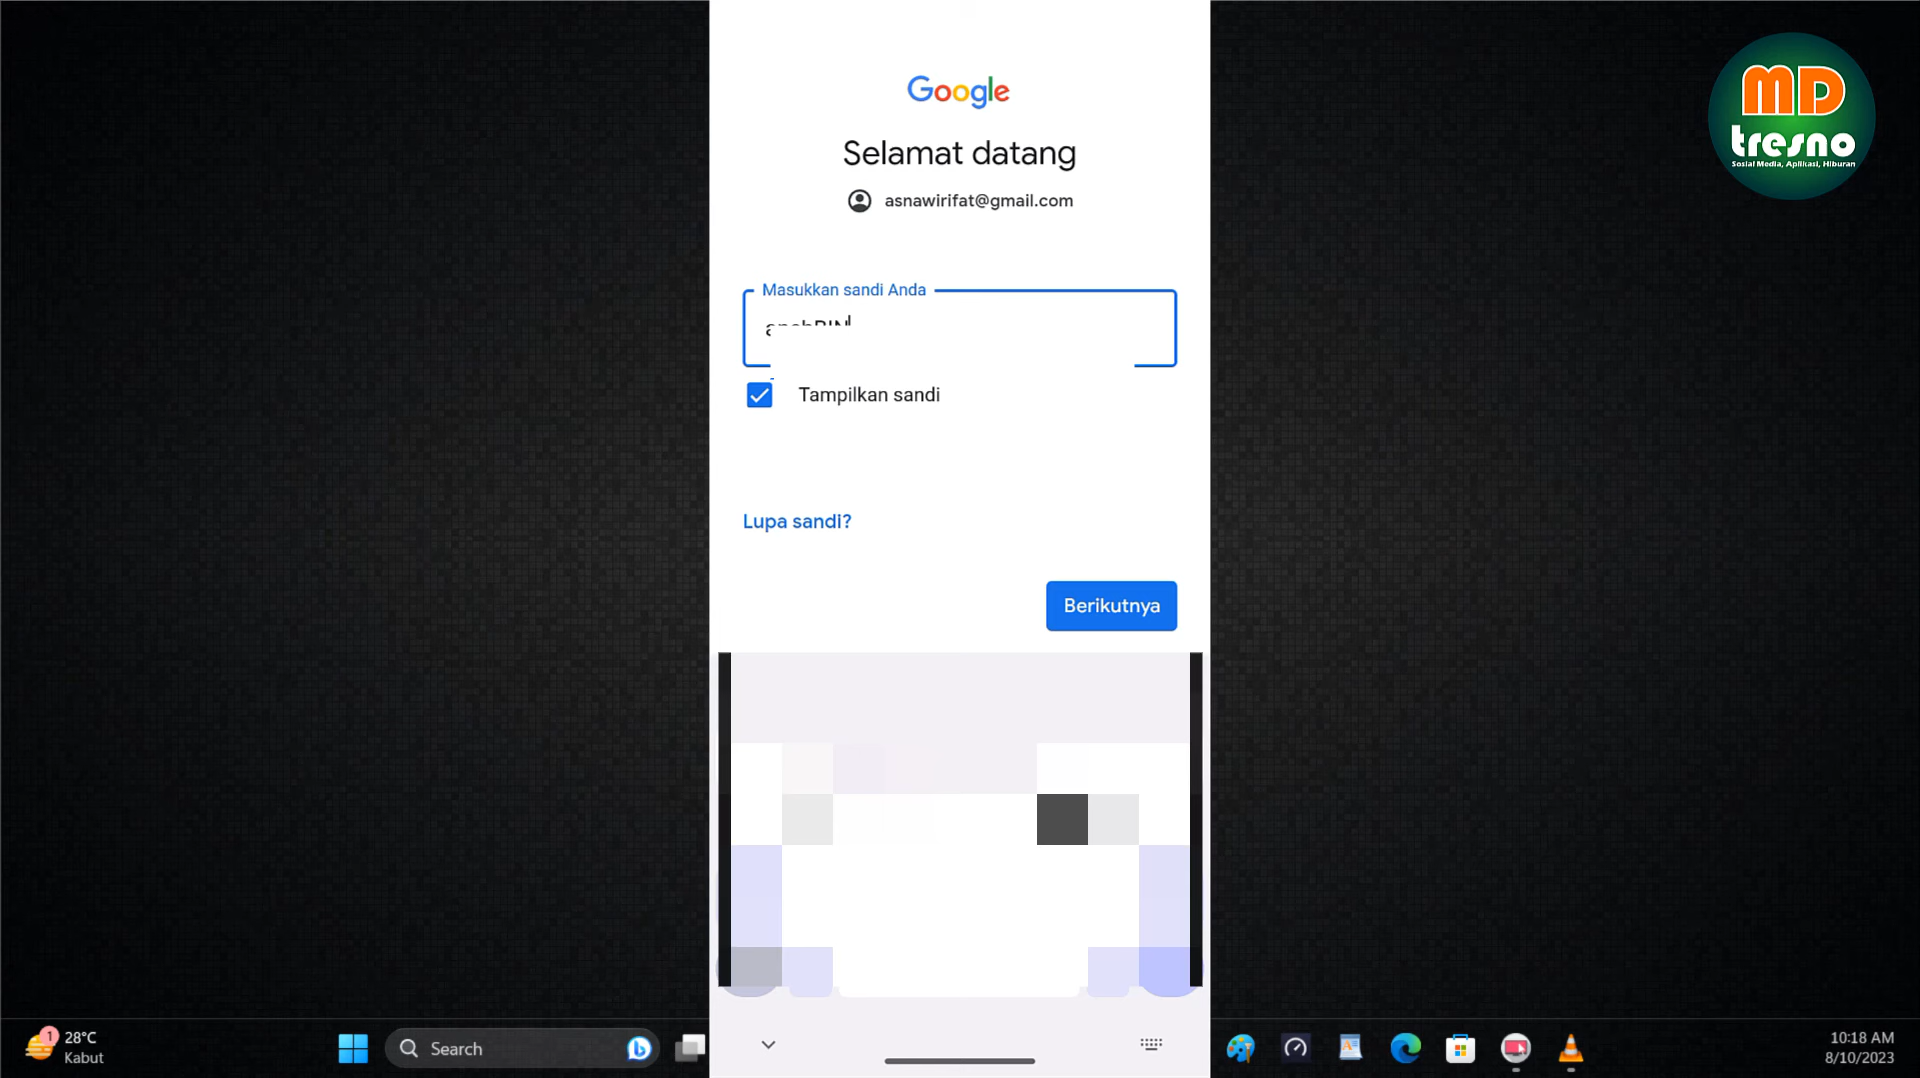 Google
MD
tresno
Sosial Media, Aplikasi, Hiburan
Selamat datang
asnawirifat@gmail.com
Masukkan sandi Anda
Tampilkan sandi
Lupa sandi?
Berikutnya
1
28°C
Kabut
Search
10:18 AM
8/10/2023